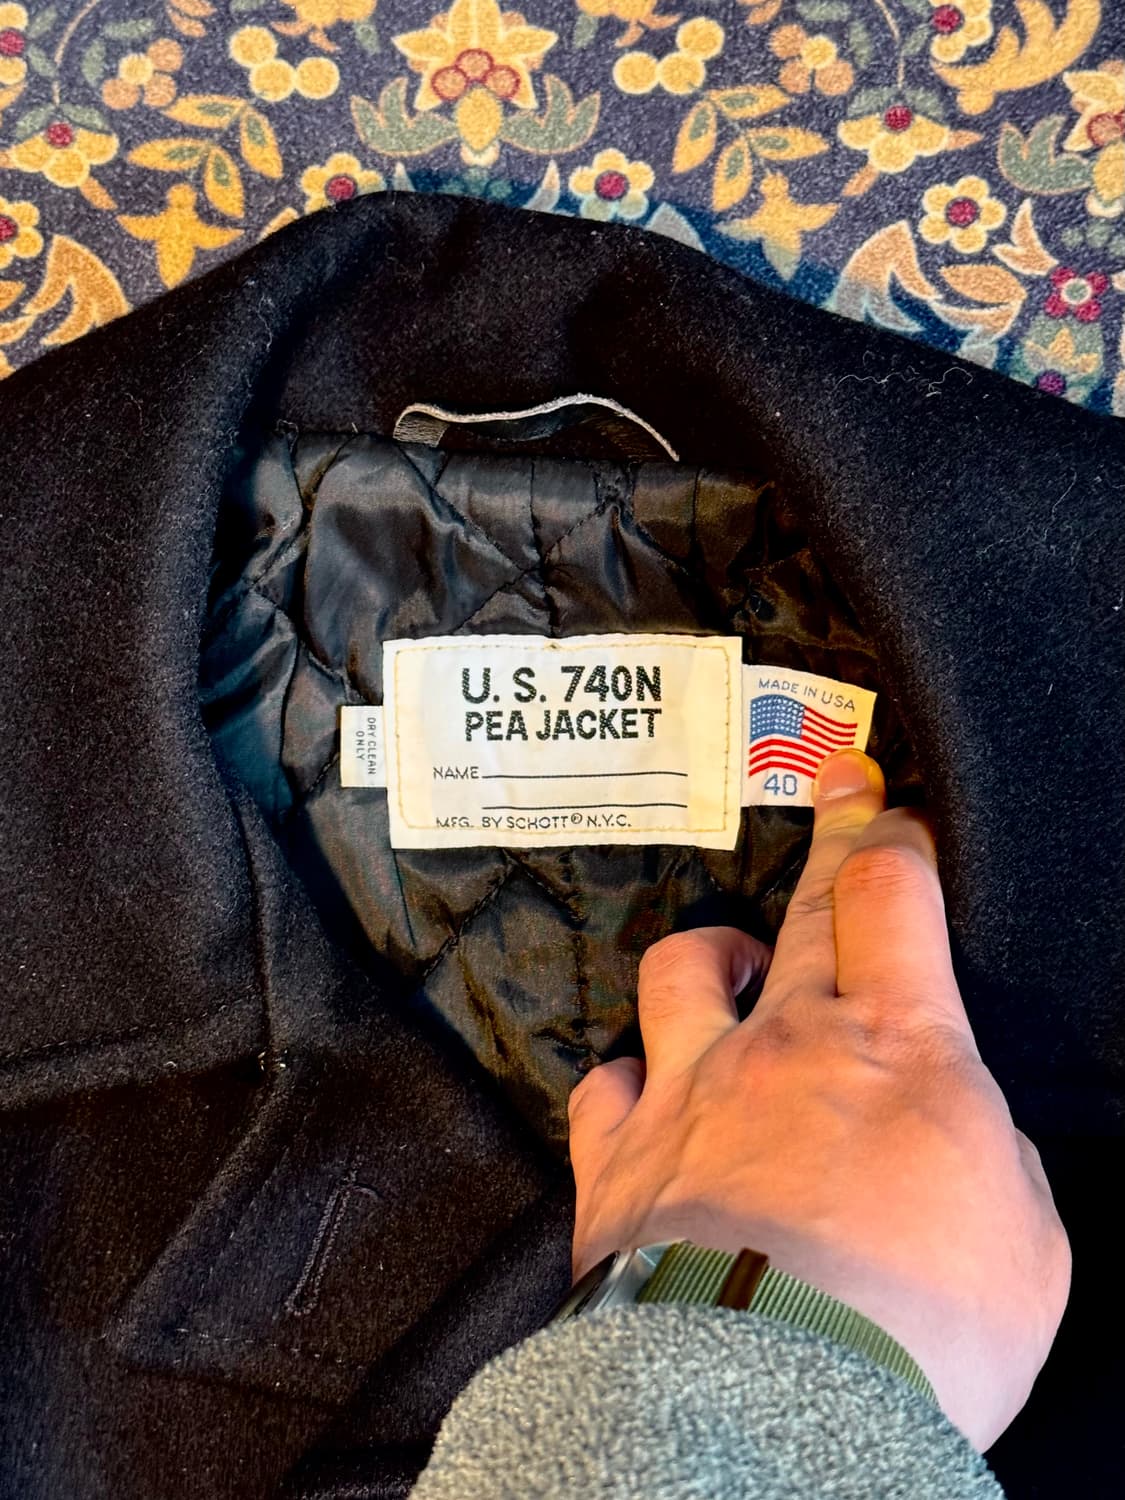 U. S. 740N
PEA JACKET
NAME
MFG. BY SCHOTT® N.Y.C.
DRY CLEAN
ONLY
MADE IN USA
40